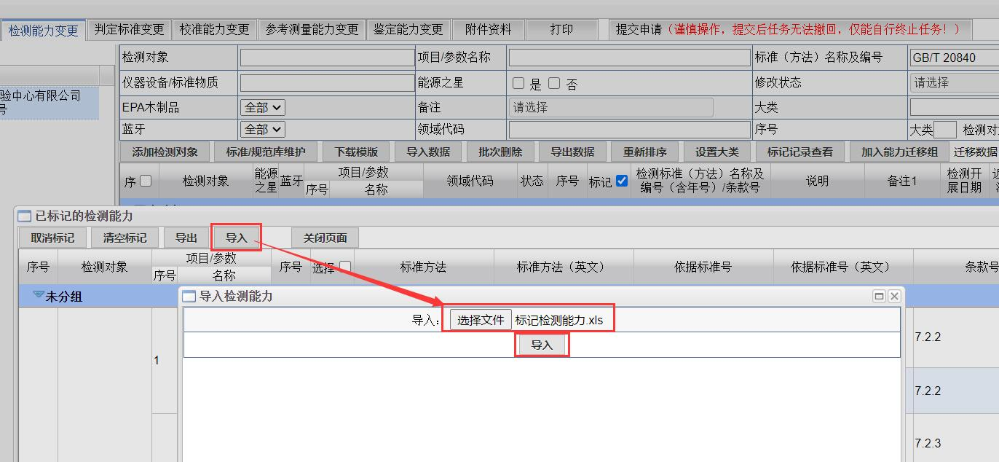 检测能力变更 判定标准变更 校准能力变更 参考测量能力变更 鉴定能力变更 附件资料 打印 提交申请（谨慎操作，提交后任务无法撤回，仅能自行终止任务！）
检测对象 项目/参数名称 标准（方法）名称及编号 GB/T 20840
仪器设备/标准物质 能源之星 是 否 修改状态 请选择
验中心有限公司
号
EPA木制品 全部 备注 请选择 大类
蓝牙 全部 领域代码 序号 大类 检测对
添加检测对象 标准/规范库维护 下载模版 导入数据 批次删除 导出数据 重新排序 设置大类 标记记录查看 加入能力迁移组 迁移数据
序 检测对象 能源之星 蓝牙 项目/参数 序号 名称 领域代码 状态 序号 标记 检测标准（方法）名称及编号（含年号）/条款号 说明 备注1 检测开展日期
已标记的检测能力
取消标记 清空标记 导出 导入 关闭页面
序号 检测对象 项目/参数 序号 名称 序号 选择 标准方法 标准方法（英文） 依据标准号 依据标准号（英文） 条款号
未分组
导入检测能力
导入： 选择文件 标记检测能力.xls
导入
7.2.2
1
7.2.2
7.2.3